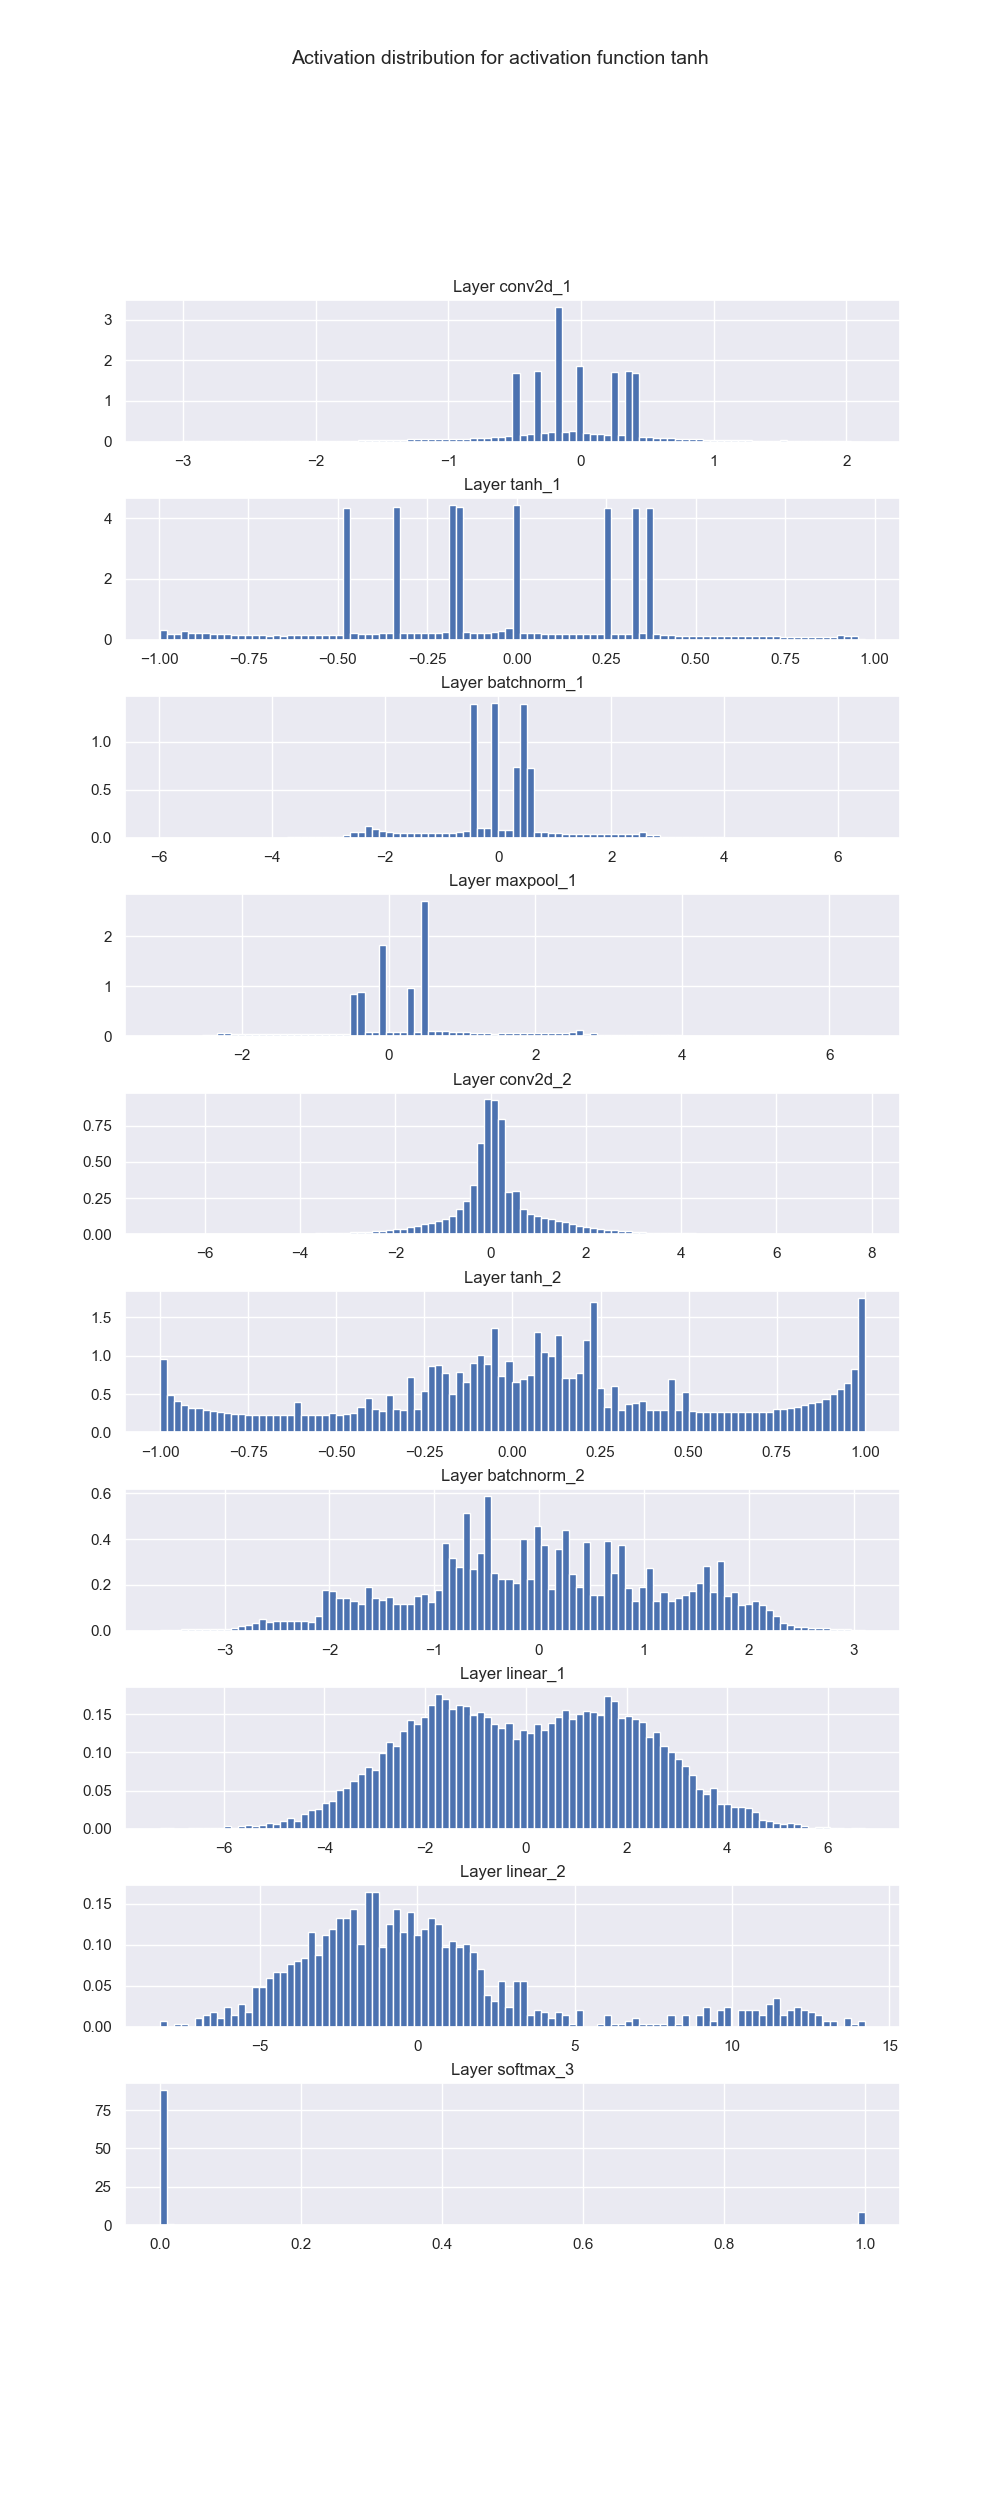 Activation distribution for activation function tanh
Layer conv2d_1
3
2
1
0
−3 −2 −1 0 1 2
Layer tanh_1
4
2
0
−1.00 −0.75 −0.50 −0.25 0.00 0.25 0.50 0.75 1.00
Layer batchnorm_1
1.0
0.5
0.0
−6 −4 −2 0 2 4 6
Layer maxpool_1
2
1
0
−2 0 2 4 6
Layer conv2d_2
0.75
0.50
0.25
0.00
−6 −4 −2 0 2 4 6 8
Layer tanh_2
1.5
1.0
0.5
0.0
−1.00 −0.75 −0.50 −0.25 0.00 0.25 0.50 0.75 1.00
Layer batchnorm_2
0.6
0.4
0.2
0.0
−3 −2 −1 0 1 2 3
Layer linear_1
0.15
0.10
0.05
0.00
−6 −4 −2 0 2 4 6
Layer linear_2
0.15
0.10
0.05
0.00
−5 0 5 10 15
Layer softmax_3
75
50
25
0
0.0 0.2 0.4 0.6 0.8 1.0